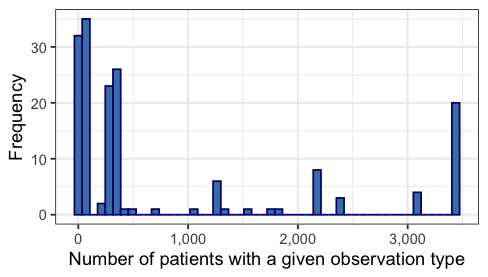 Frequency
30
20
10
0
0 1,000 2,000 3,000
Number of patients with a given observation type